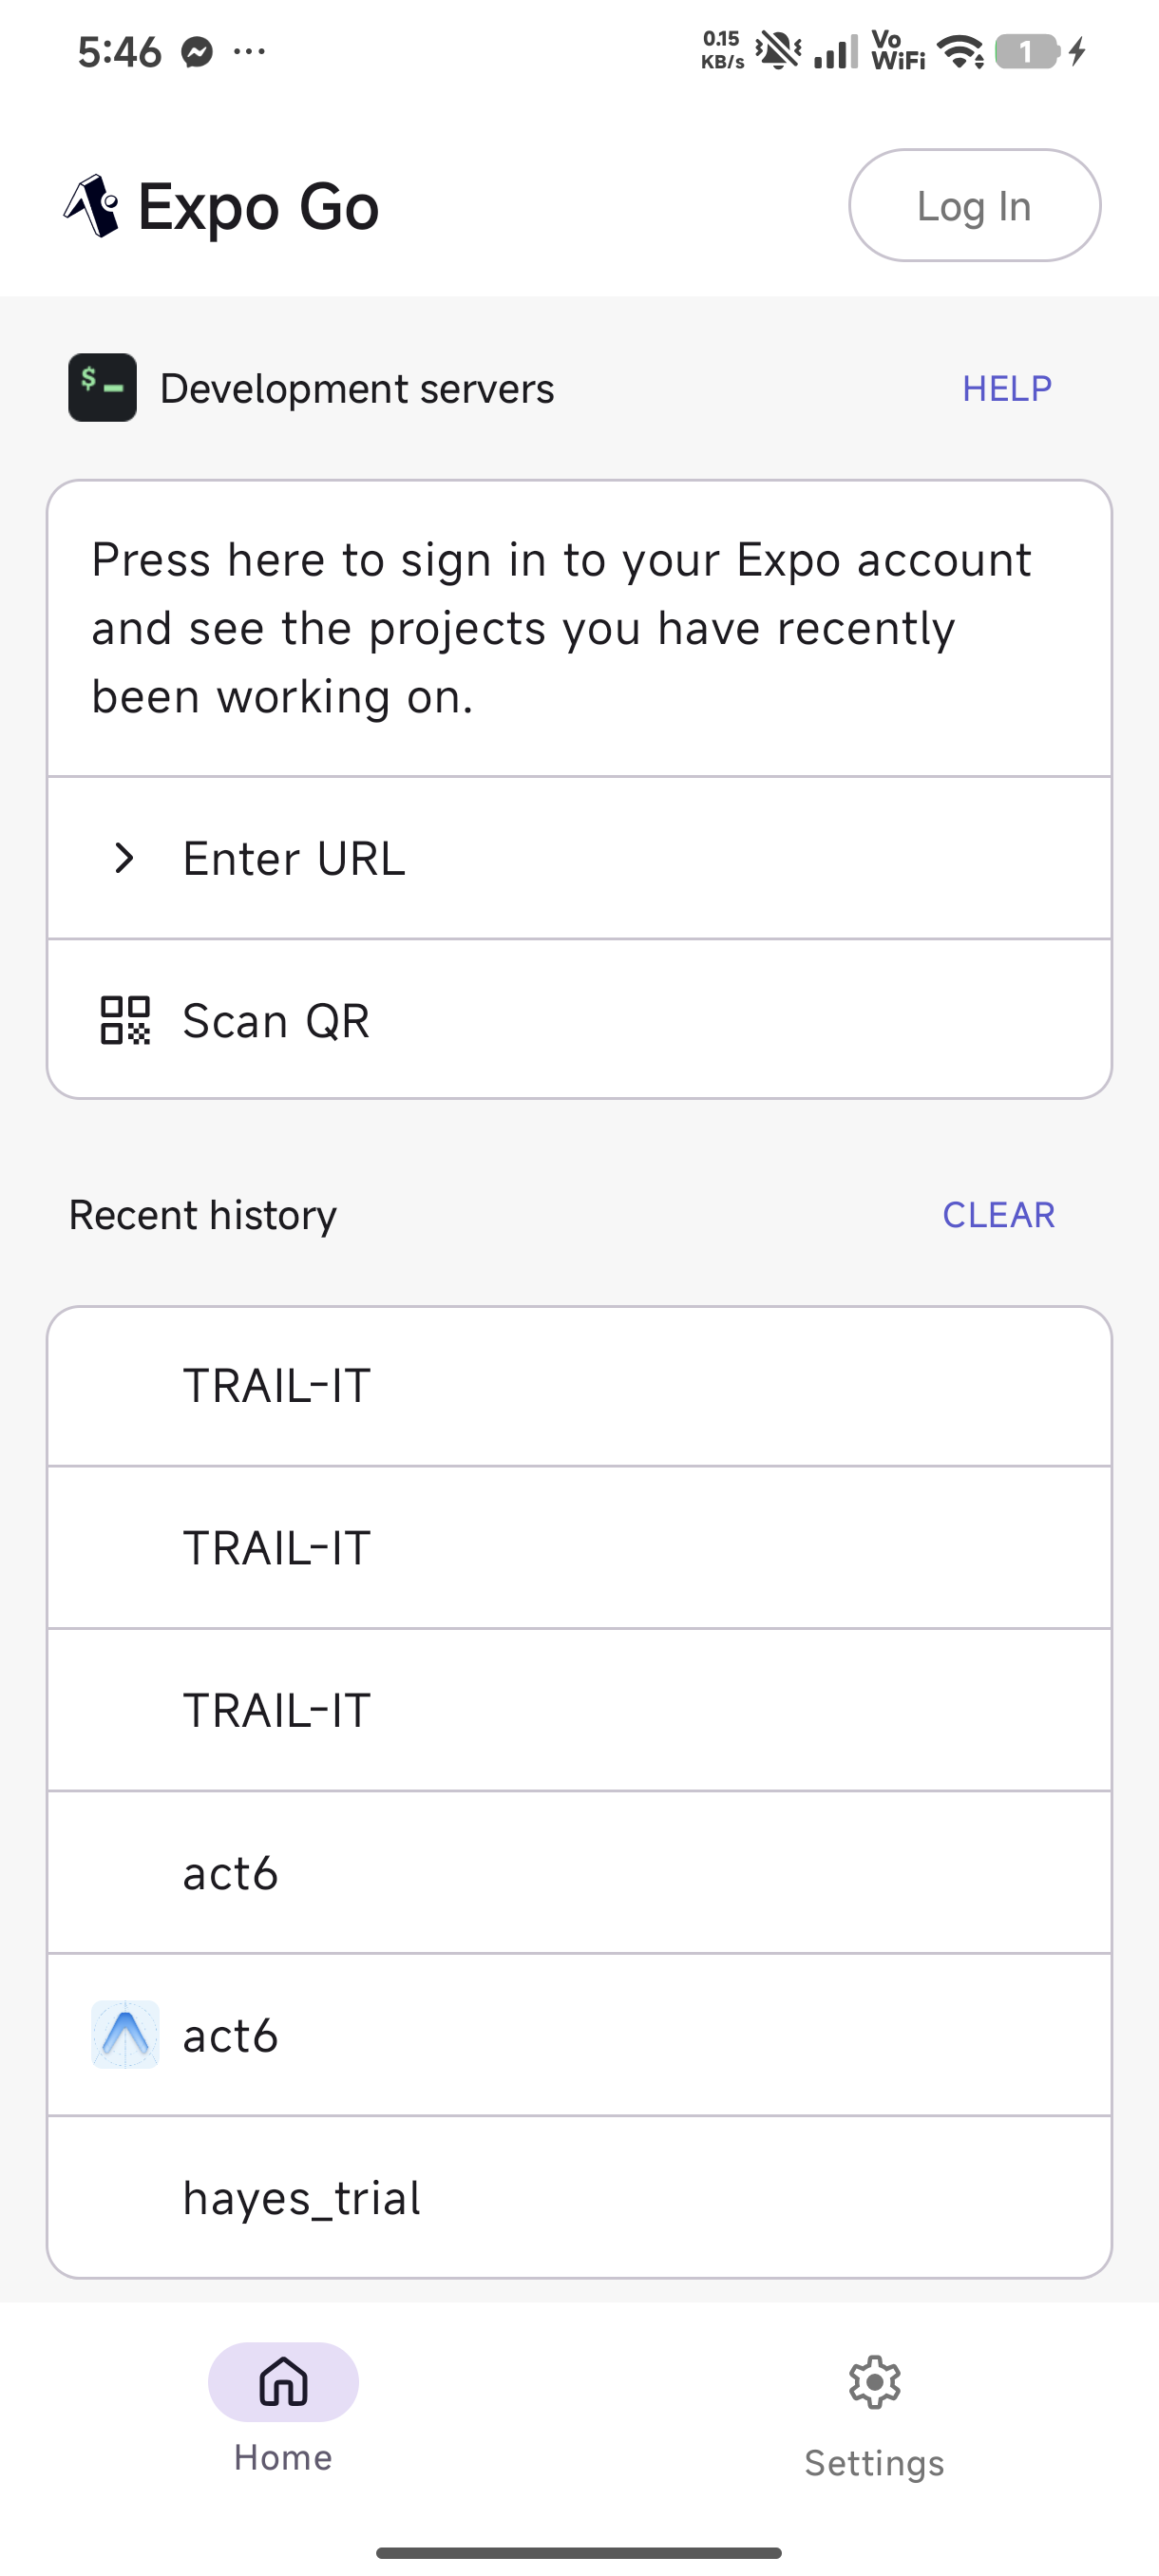 5:46
0.15
KB/s
Vo
WiFi
1
Expo Go
Log In
$
Development servers
HELP
Press here to sign in to your Expo account
and see the projects you have recently
been working on.
Enter URL
Scan QR
Recent history
CLEAR
TRAIL-IT
TRAIL-IT
TRAIL-IT
act6
act6
hayes_trial
Home
Settings